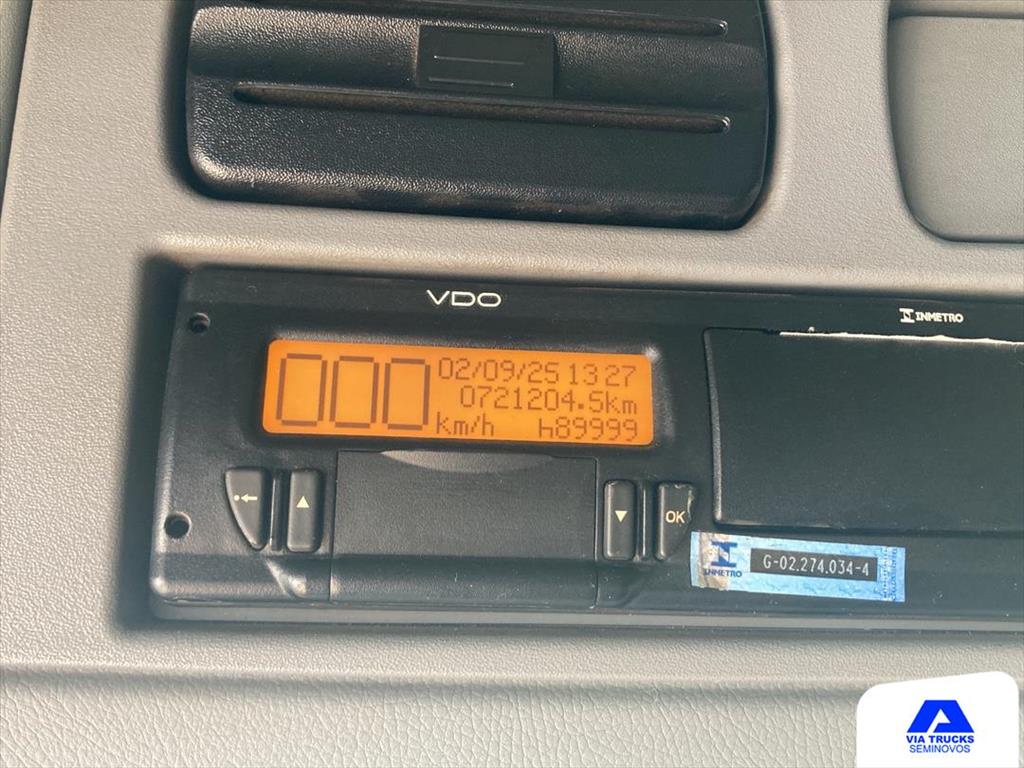 VDO
INMETRO
000
02/09/25 13 27
0721204.5Km
km/h h89999
OK
INMETRO
G-02.274.034-4
VIA TRUCKS
SEMINOVOS